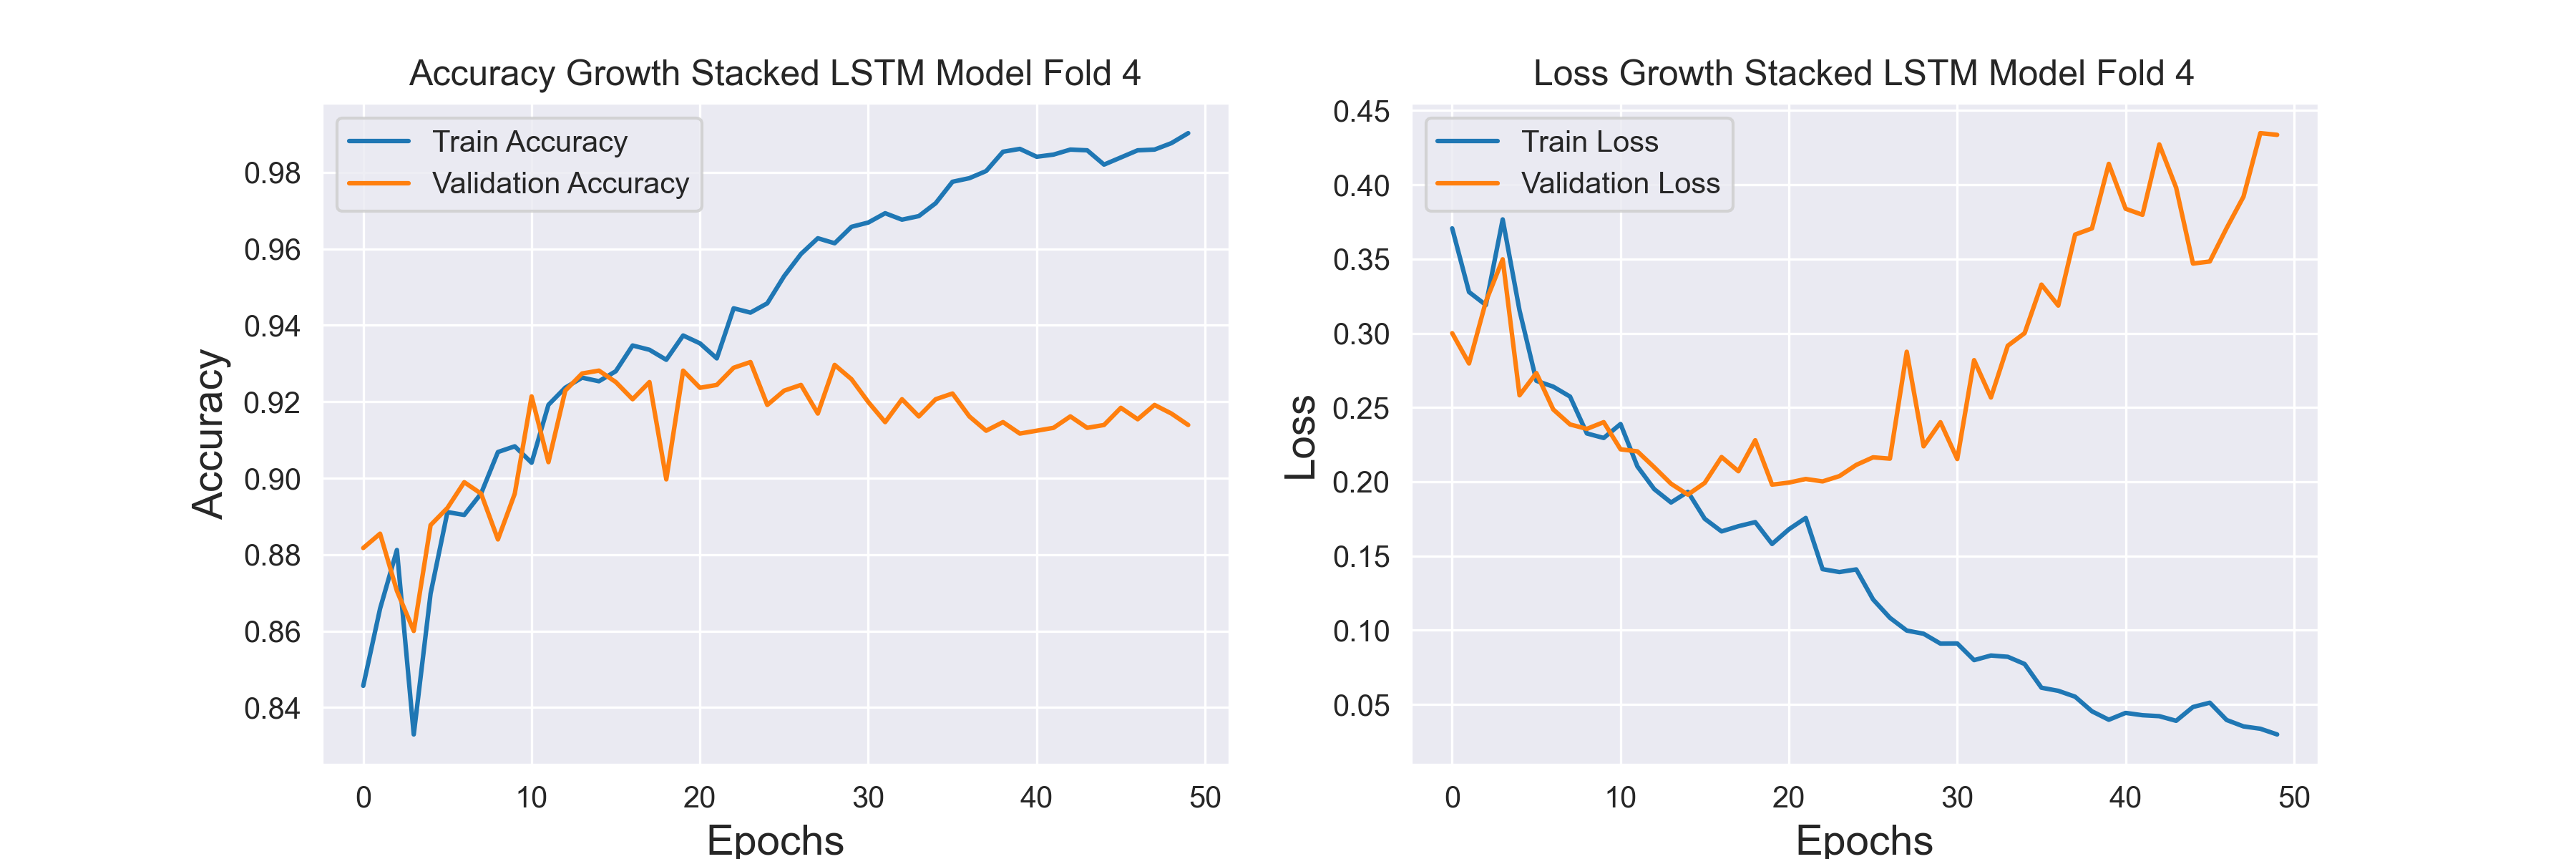 Accuracy Growth Stacked LSTM Model Fold 4
Train Accuracy
Validation Accuracy
0.98
0.96
0.94
0.92
0.90
0.88
0.86
0.84
Accuracy
0 10 20 30 40 50
Epochs
Loss Growth Stacked LSTM Model Fold 4
Train Loss
Validation Loss
0.45
0.40
0.35
0.30
0.25
0.20
0.15
0.10
0.05
Loss
0 10 20 30 40 50
Epochs